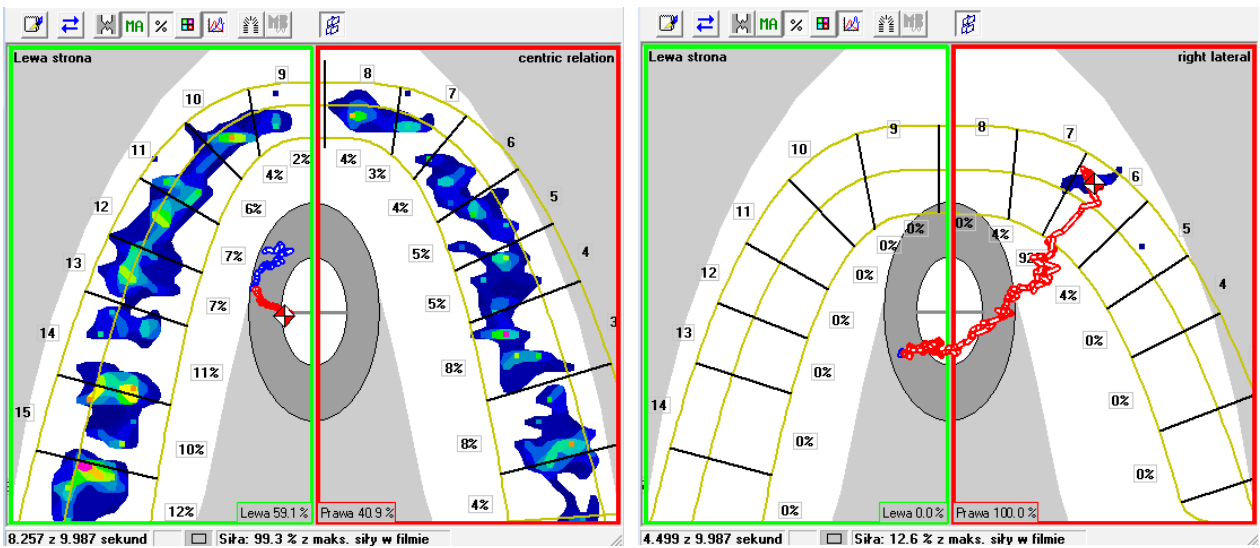 MA %
Lewa strona
centric relation
9 8
10 7
11 6
12 5
13 4
14 3
15
2% 4%
4% 3%
6% 4%
7% 5%
7% 5%
11% 8%
10% 8%
12% 4%
Lewa 59.1 % Prawa 40.9 %
8.257 z 9.987 sekund Siła: 99.3 % z maks. siły w filmie
MA %
Lewa strona
right lateral
9 8
10 7
11 6
12 5
13 4
14
0% 0% 4%
0%
0% 4%
0% 0%
0% 0%
0% 0%
0%
0%
Lewa 0.0 % Prawa 100.0 %
4.499 z 9.987 sekund Siła: 12.6 % z maks. siły w filmie